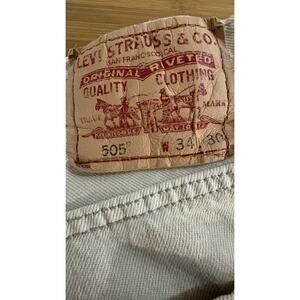 LEVI STRAUSS & CO.
SAN FRANCISCO, CAL
ORIGINAL RIVETED
QUALITY CLOTHING
TRADE MARK
505 W 34 L 30